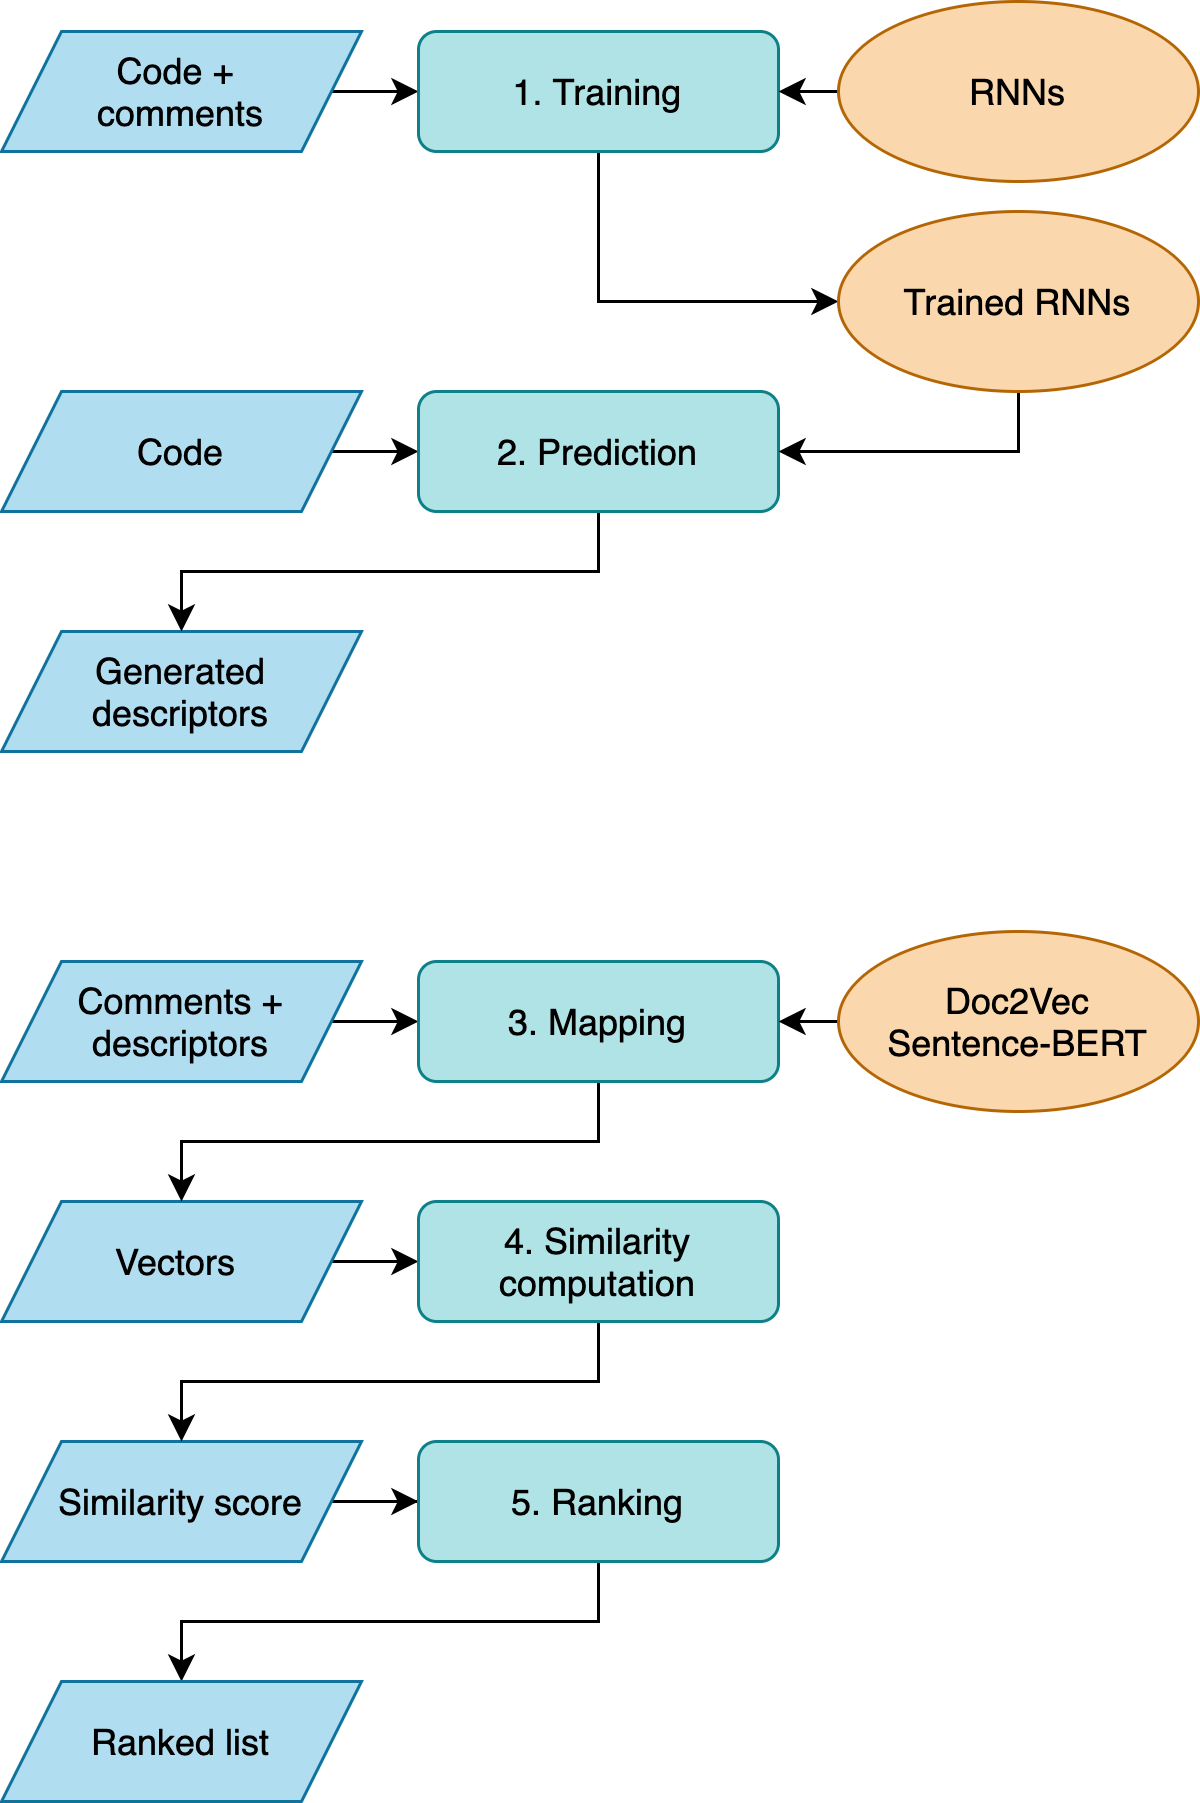 Code +
comments
1. Training
RNNs
Trained RNNs
Code
2. Prediction
Generated
descriptors
Comments +
descriptors
3. Mapping
Doc2Vec
Sentence-BERT
Vectors
4. Similarity
computation
Similarity score
5. Ranking
Ranked list